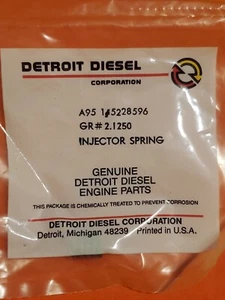 DETROIT DIESEL
CORPORATION
A95 1#5228596
GR# 2.1250
INJECTOR SPRING
GENUINE
DETROIT DIESEL
ENGINE PARTS
THIS PACKAGE IS CHEMICALLY TREATED TO PREVENT CORROSION
DETROIT DIESEL CORPORATION
Detroit, Michigan 48239 Printed in U.S.A.